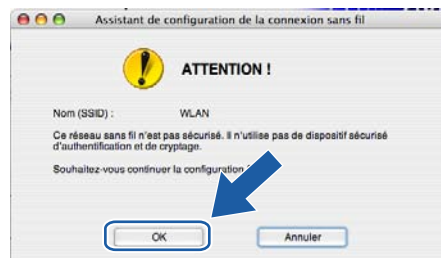 Assistant de configuration de la connexion sans fil
ATTENTION !
Nom (SSID) : WLAN
Ce réseau sans fil n'est pas sécurisé. Il n'utilise pas de dispositif sécurisé
d'authentification et de cryptage.
Souhaitez-vous continuer la configuration ?
OK Annuler